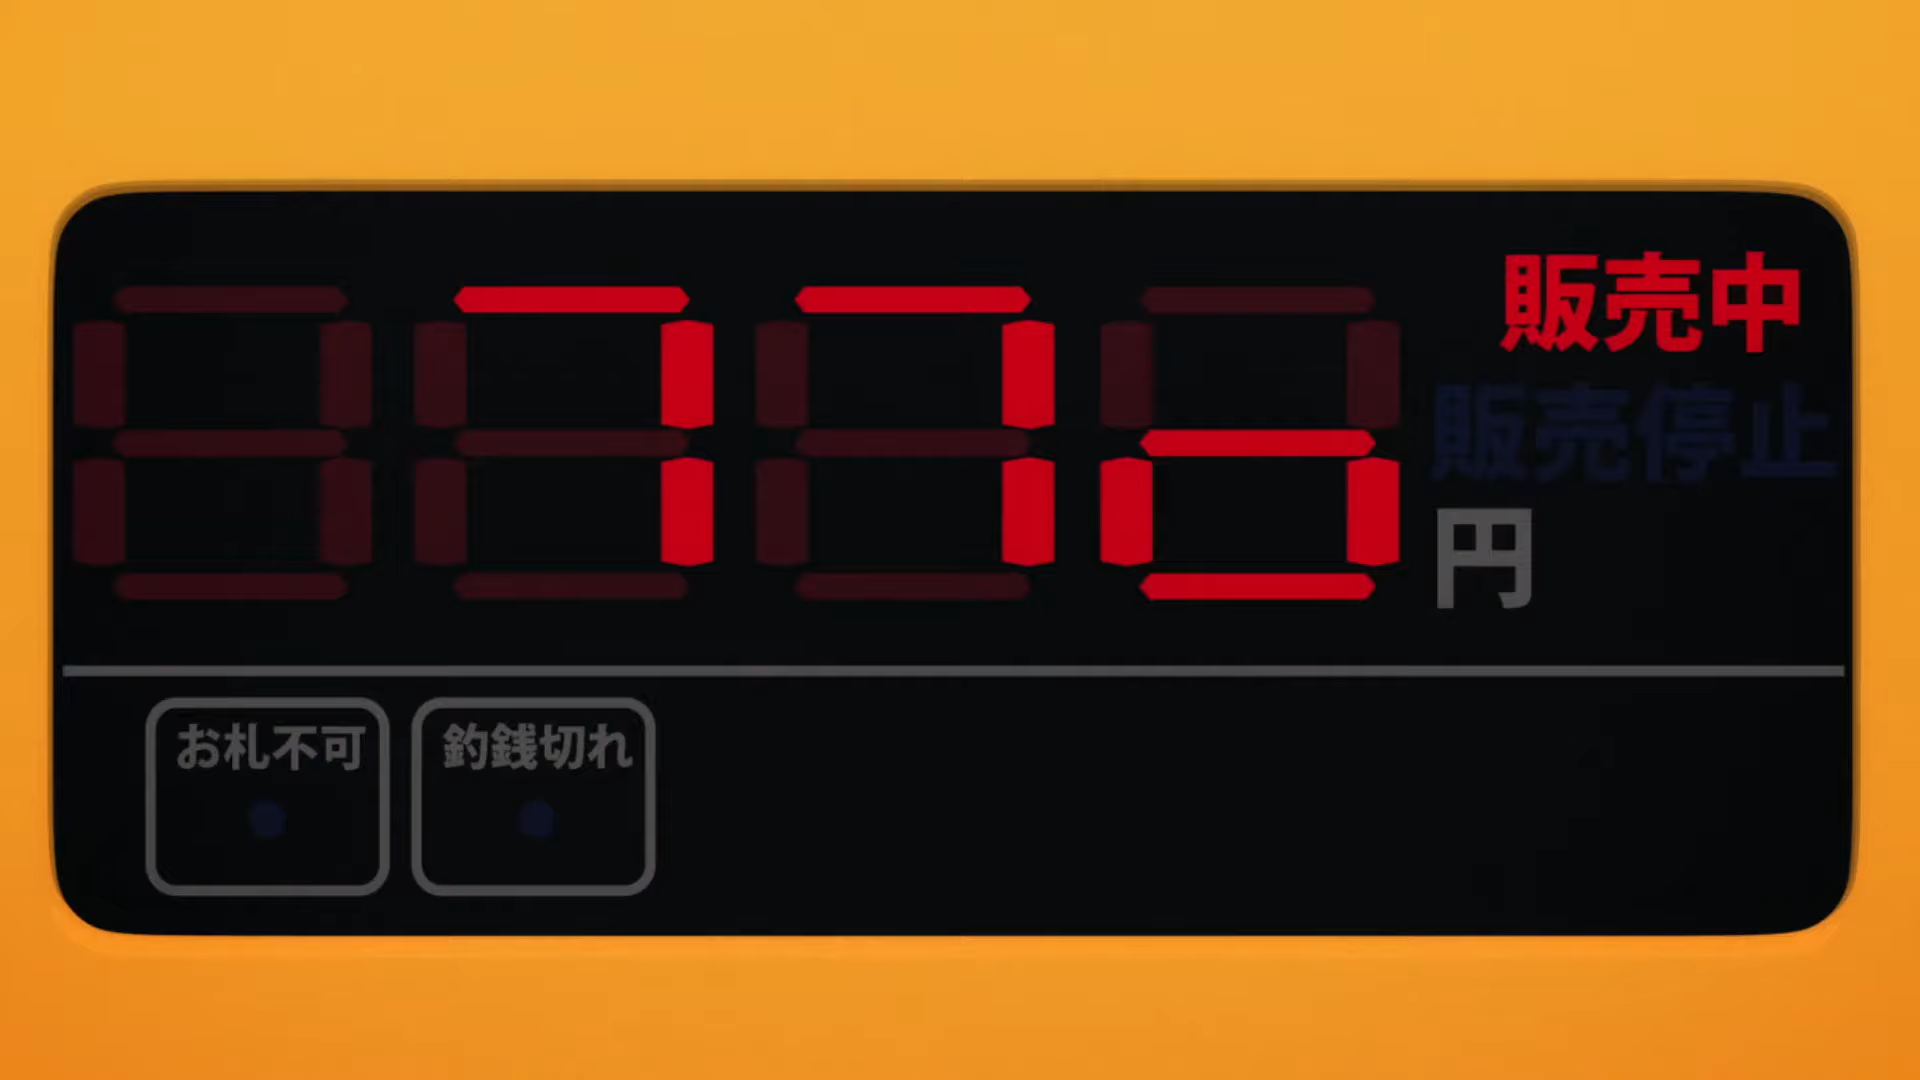 販売中
販売停止
77o 円
お札不可
釣銭切れ